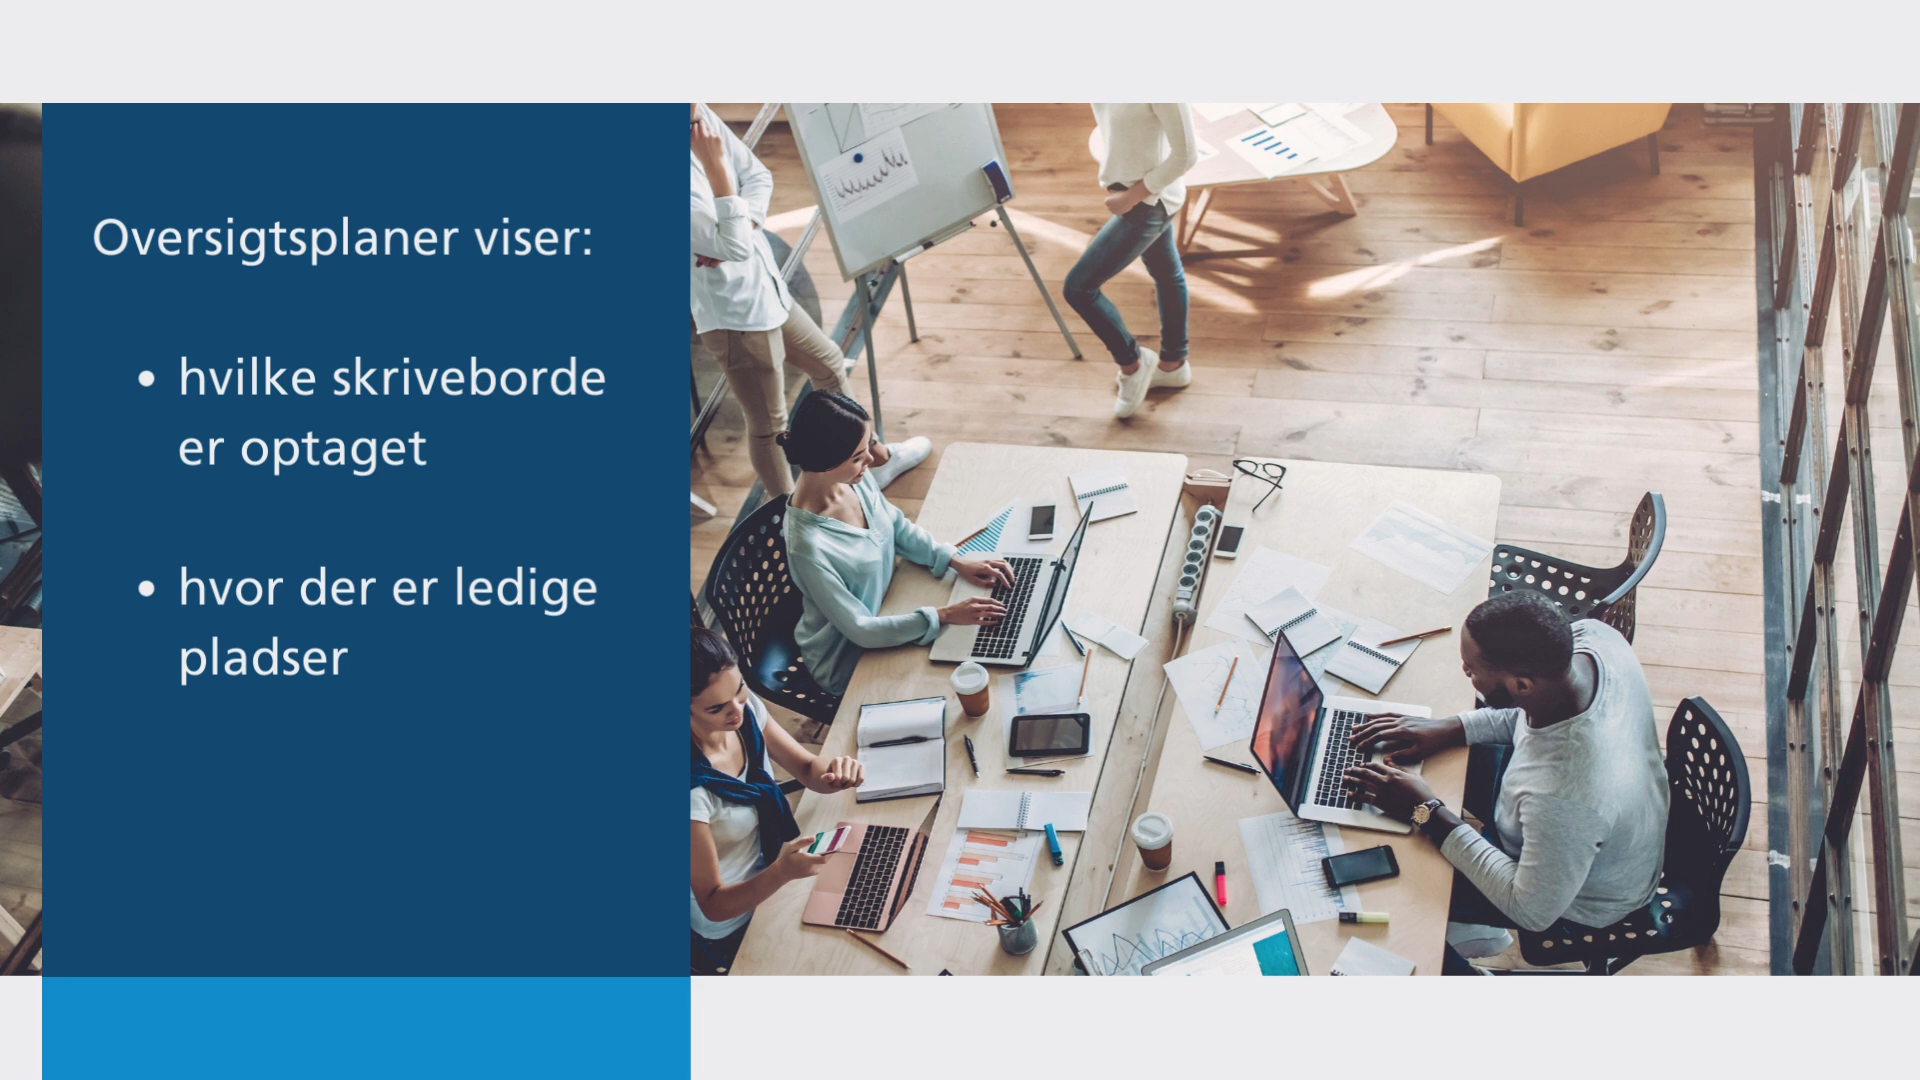 Oversigtsplaner viser:
• hvilke skriveborde
er optaget
• hvor der er ledige
pladser